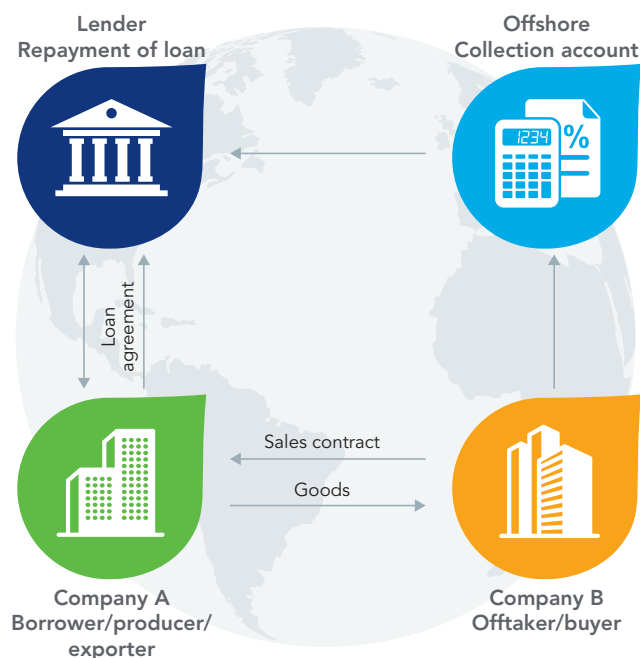 Lender
Repayment of loan
Offshore
Collection account
1234
%
Loan
agreement
Sales contract
Goods
Company A
Borrower/producer/
exporter
Company B
Offtaker/buyer